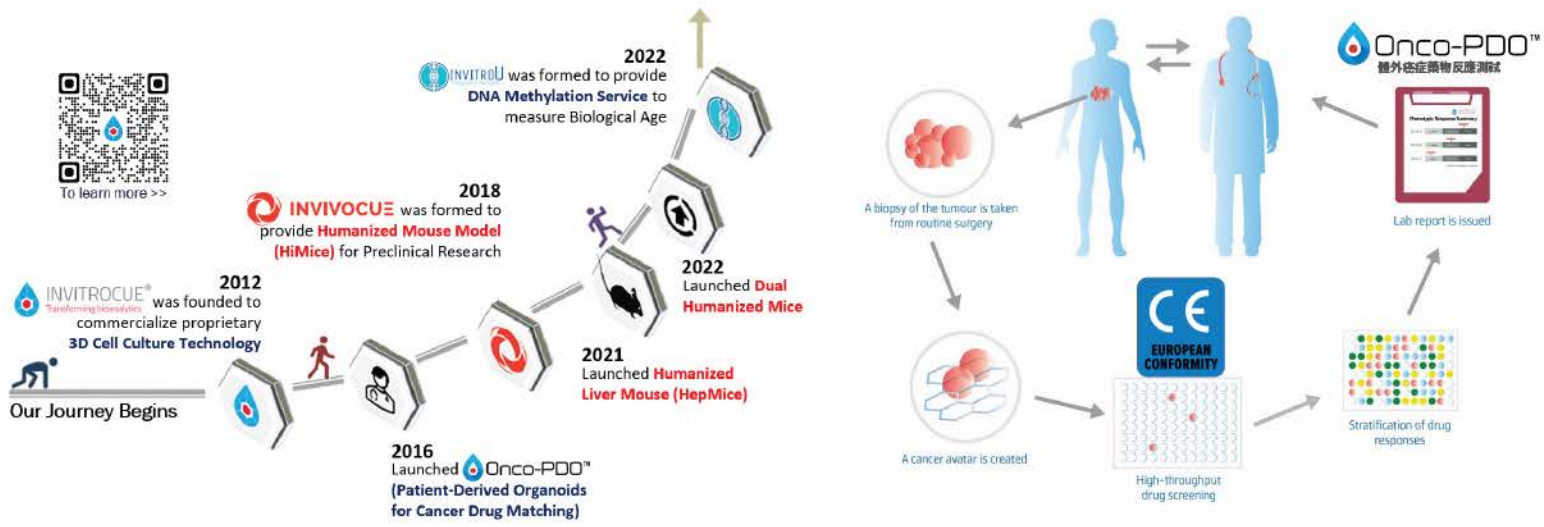 To learn more >>
2022
INVITROU was formed to provide
DNA Methylation Service to
measure Biological Age
2018
INVIVOCUE was formed to
provide Humanized Mouse Model
(HiMice) for Preclinical Research
2012
INVITROCUE®
Transforming bioanalytics
was founded to
commercialize proprietary
3D Cell Culture Technology
Our Journey Begins
2016
Launched Onco-PDO™
(Patient-Derived Organoids
for Cancer Drug Matching)
2021
Launched Humanized
Liver Mouse (HepMice)
2022
Launched Dual
Humanized Mice
Onco-PDO™
體外癌症藥物反應測試
Phenotypic Response Summary
Lab report is issued
A biopsy of the tumour is taken
from routine surgery
A cancer avatar is created
CE
EUROPEAN
CONFORMITY
High-throughput
drug screening
Stratification of drug
responses